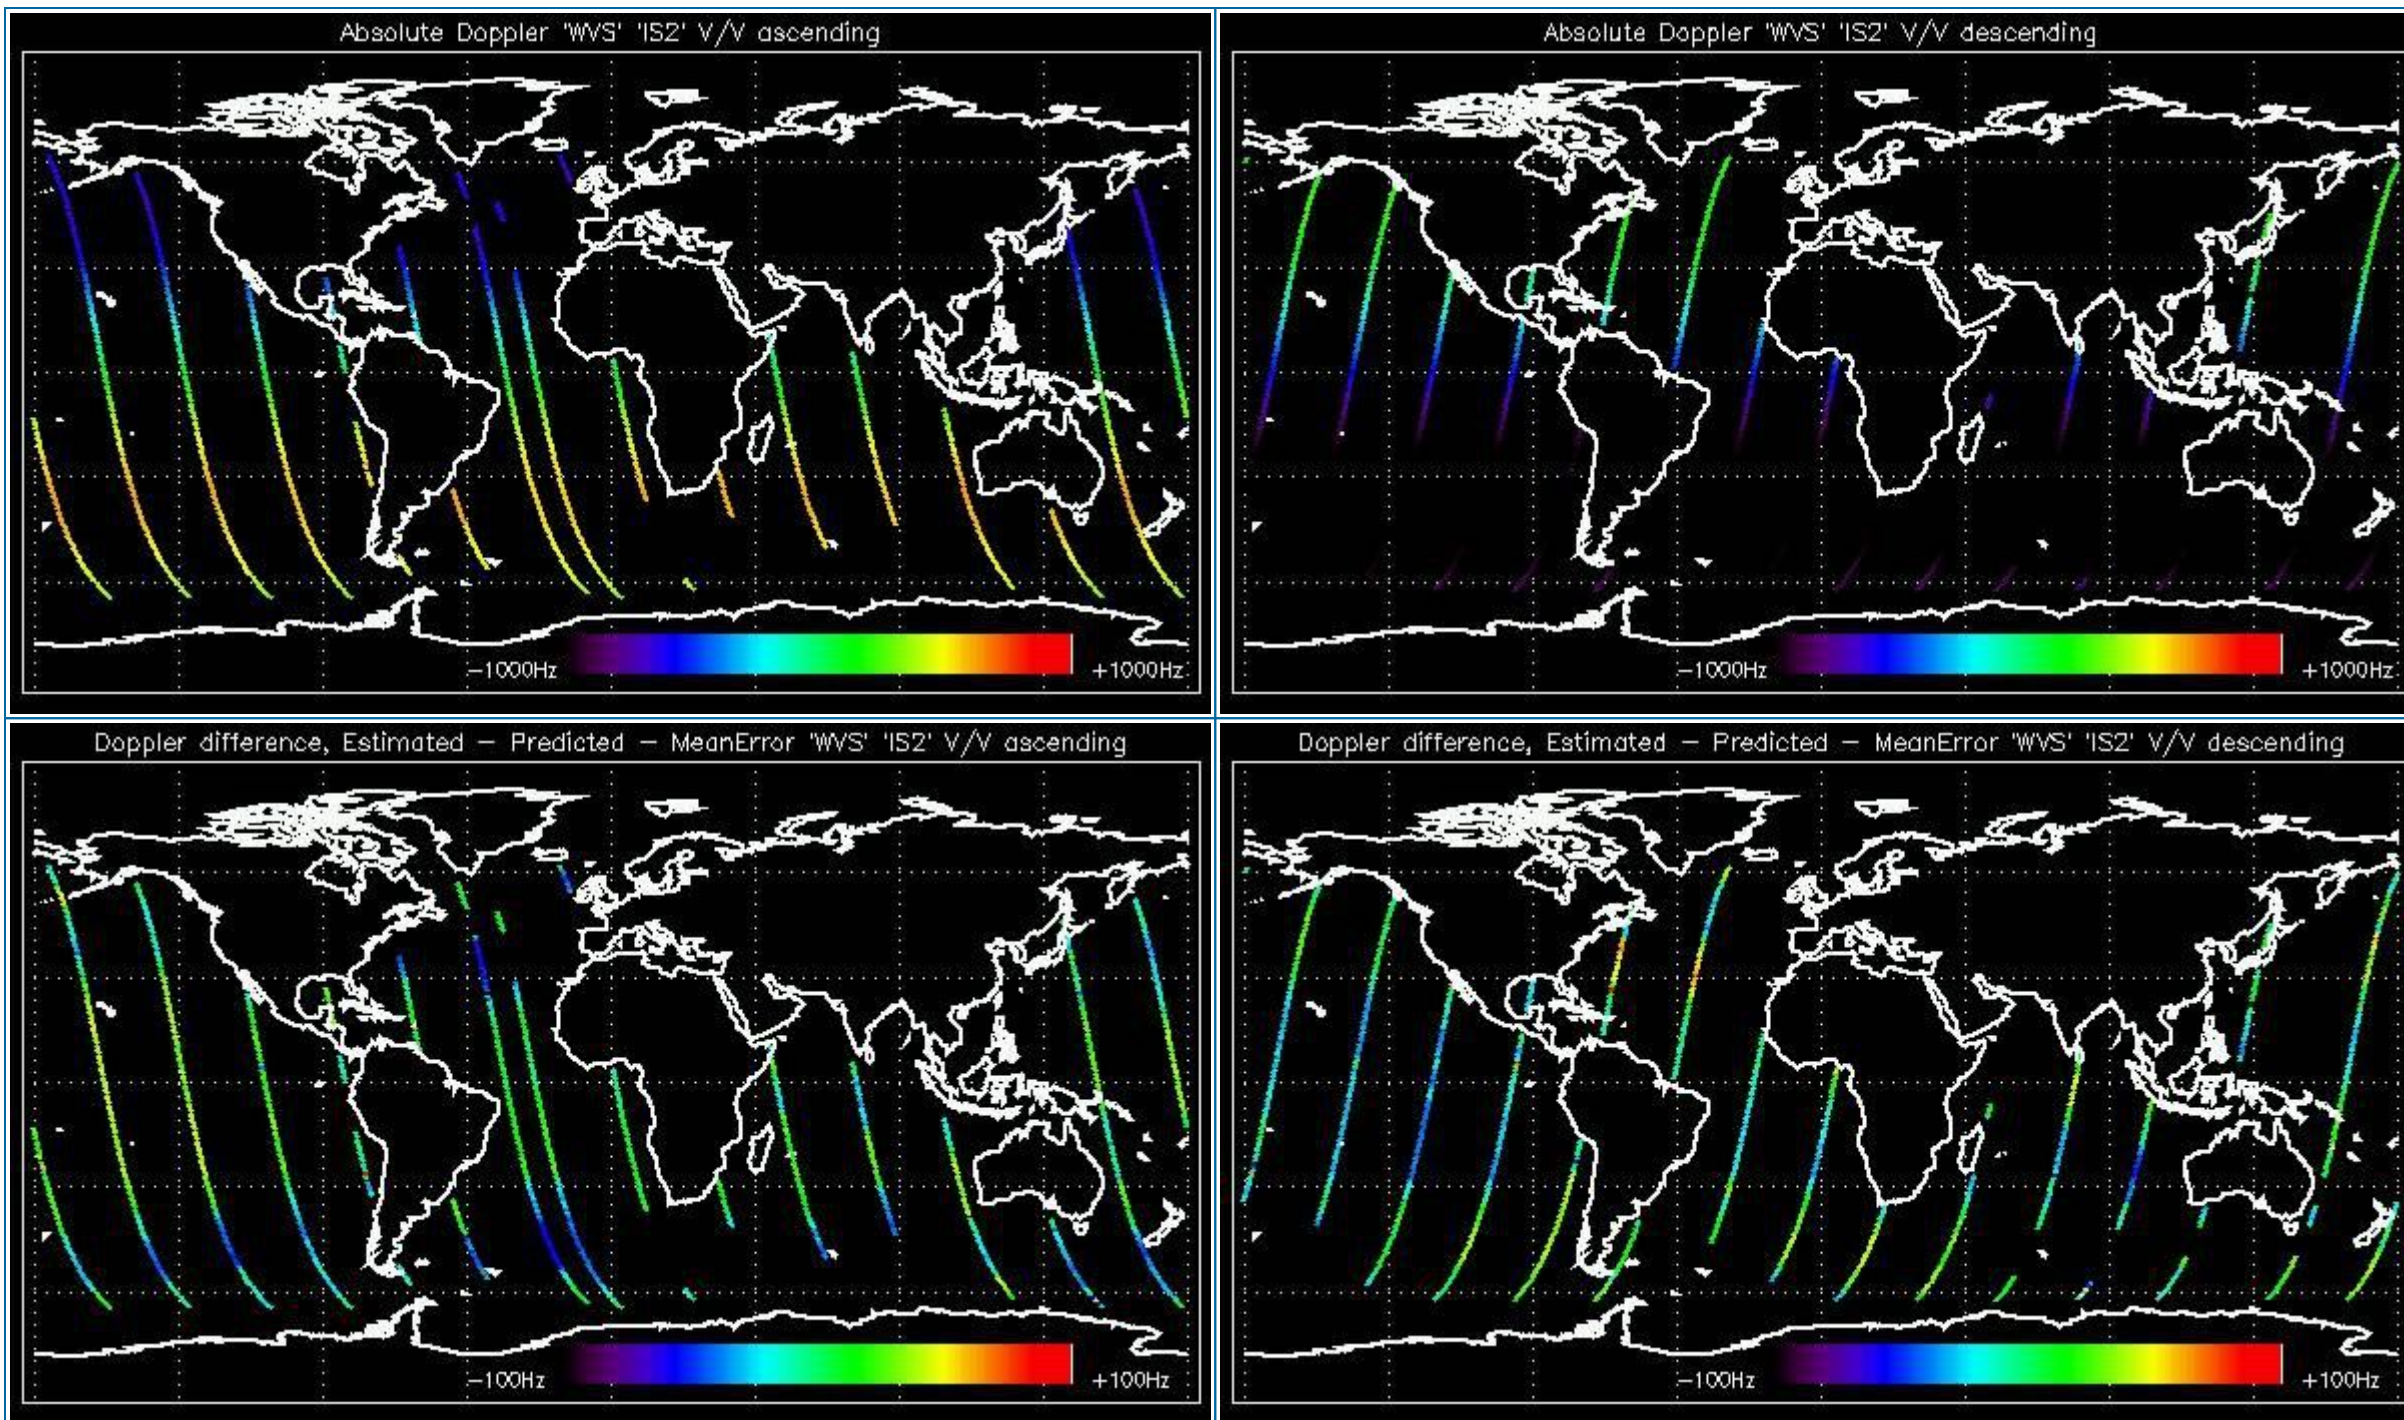 Absolute Doppler 'WVS' 'IS2' V/V ascending
−1000Hz
+1000Hz
Absolute Doppler 'WVS' 'IS2' V/V descending
−1000Hz
+1000Hz
Doppler difference, Estimated − Predicted − MeanError 'WVS' 'IS2' V/V ascending
−100Hz
+100Hz
Doppler difference, Estimated − Predicted − MeanError 'WVS' 'IS2' V/V descending
−100Hz
+100Hz